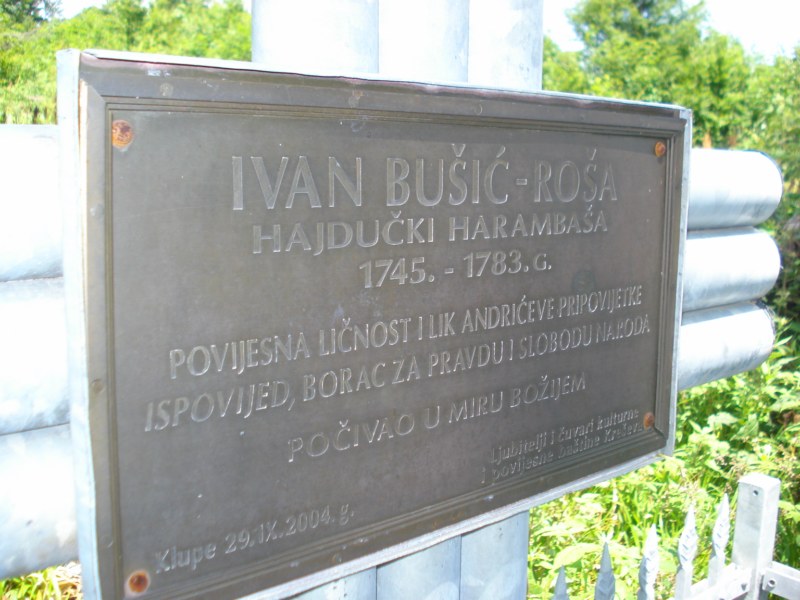 IVAN BUŠIĆ-ROŠA
HAJDUČKI HARAMBAŠA
1745. - 1783. G.
POVIJESNA LIČNOST I LIK ANDRIĆEVE PRIPOVIJETKE
ISPOVIJED, BORAC ZA PRAVDU I SLOBODU NARODA
POČIVAO U MIRU BOŽIJEM
Ljubitelji i čuvari kulturne
i povijesne baštine
Klupe 29.IX.2004.g.